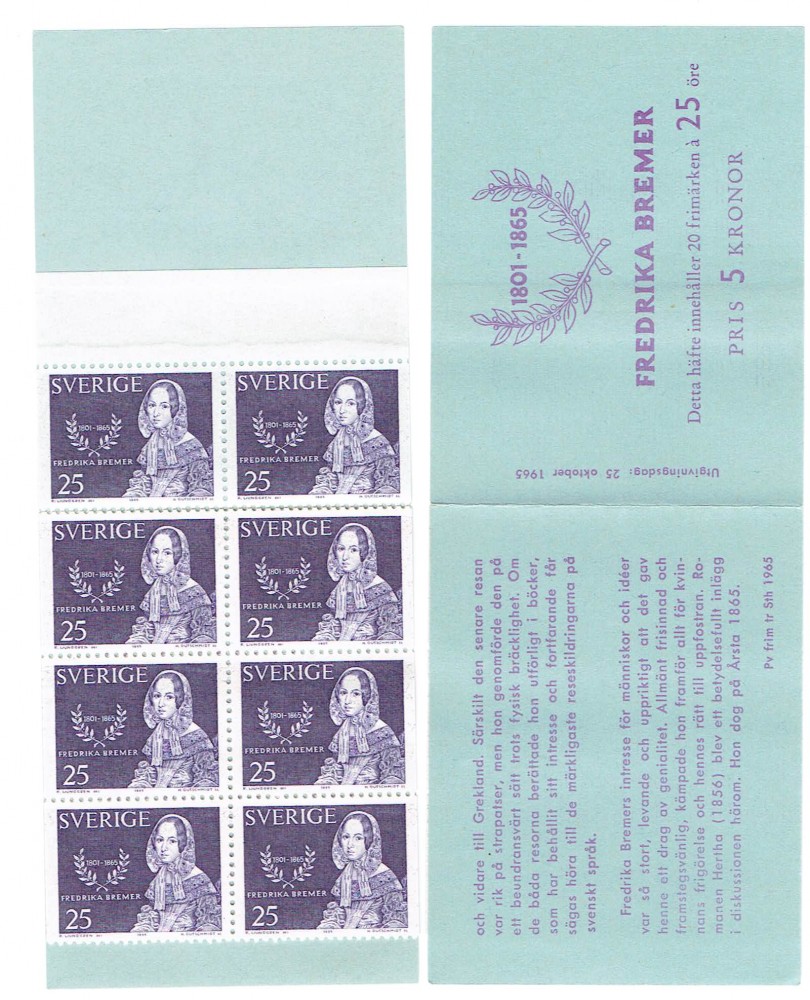 SVERIGE
1801-1865
FREDRIKA BREMER
25
SVERIGE
1801-1865
FREDRIKA BREMER
25
SVERIGE
1801-1865
FREDRIKA BREMER
25
SVERIGE
1801-1865
FREDRIKA BREMER
25
SVERIGE
1801-1865
FREDRIKA BREMER
25
SVERIGE
1801-1865
FREDRIKA BREMER
25
SVERIGE
1801-1865
FREDRIKA BREMER
25
SVERIGE
1801-1865
FREDRIKA BREMER
25
1801-1865
FREDRIKA BREMER
Detta häfte innehåller 20 frimärken à 25 öre
PRIS 5 KRONOR
Utgivningsdag: 25 oktober 1965
och vidare till Grekland. Särskilt den senare resan
var rik på strapatser, men hon genomförde den på
ett beundransvärt sätt trots fysisk bräcklighet. Om
de båda resorna berättade hon utförligt i böcker,
som har behållit sitt intresse och fortfarande får
sägas höra till de märkligaste reseskildringarna på
svenskt språk.
Fredrika Bremers intresse för människor och idéer
var så stort, levande och uppriktigt att det gav
henne ett drag av genialitet. Allmänt frisinnad och
framstegsvänlig kämpade hon framför allt för kvin-
nans frigörelse och hennes rätt till uppfostran. Ro-
manen Hertha (1856) blev ett betydelsefullt inlägg
i diskussionen härom. Hon dog på Årsta 1865.
Pv frim tr Sth 1965